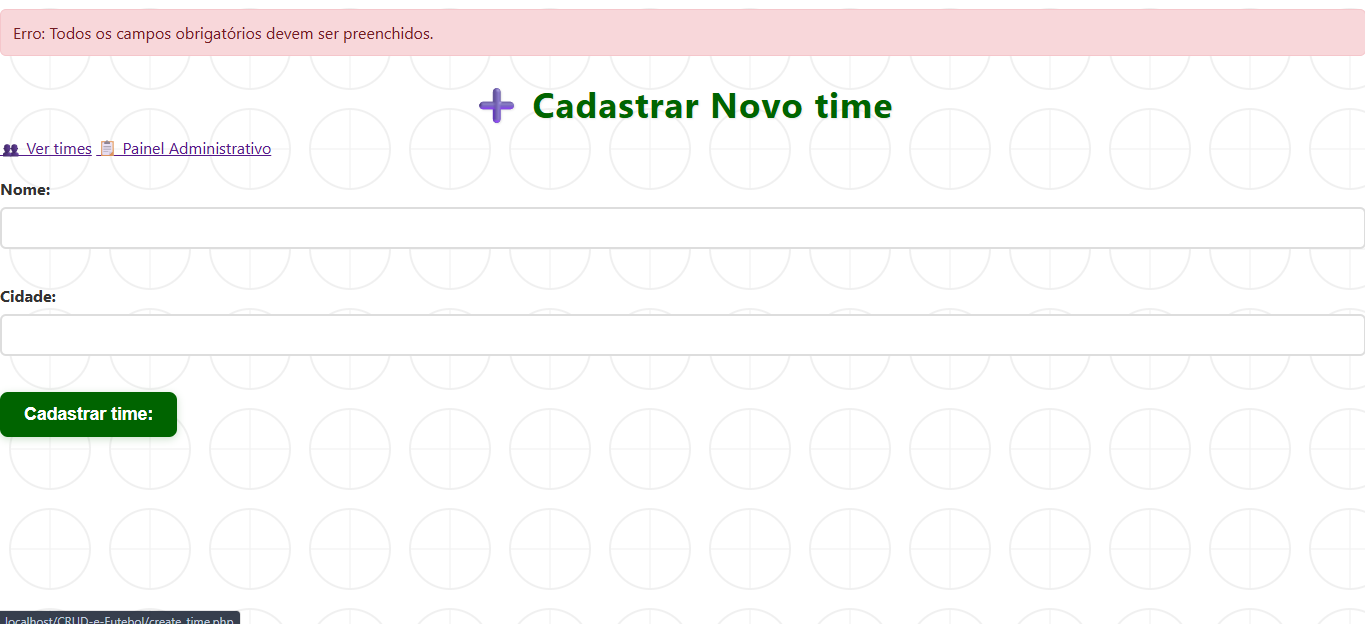 Erro: Todos os campos obrigatórios devem ser preenchidos.
➕ Cadastrar Novo time
👥 Ver times 📋 Painel Administrativo
Nome:
Cidade:
Cadastrar time:
localhost/CRUD-e-Futebol/create_time.php